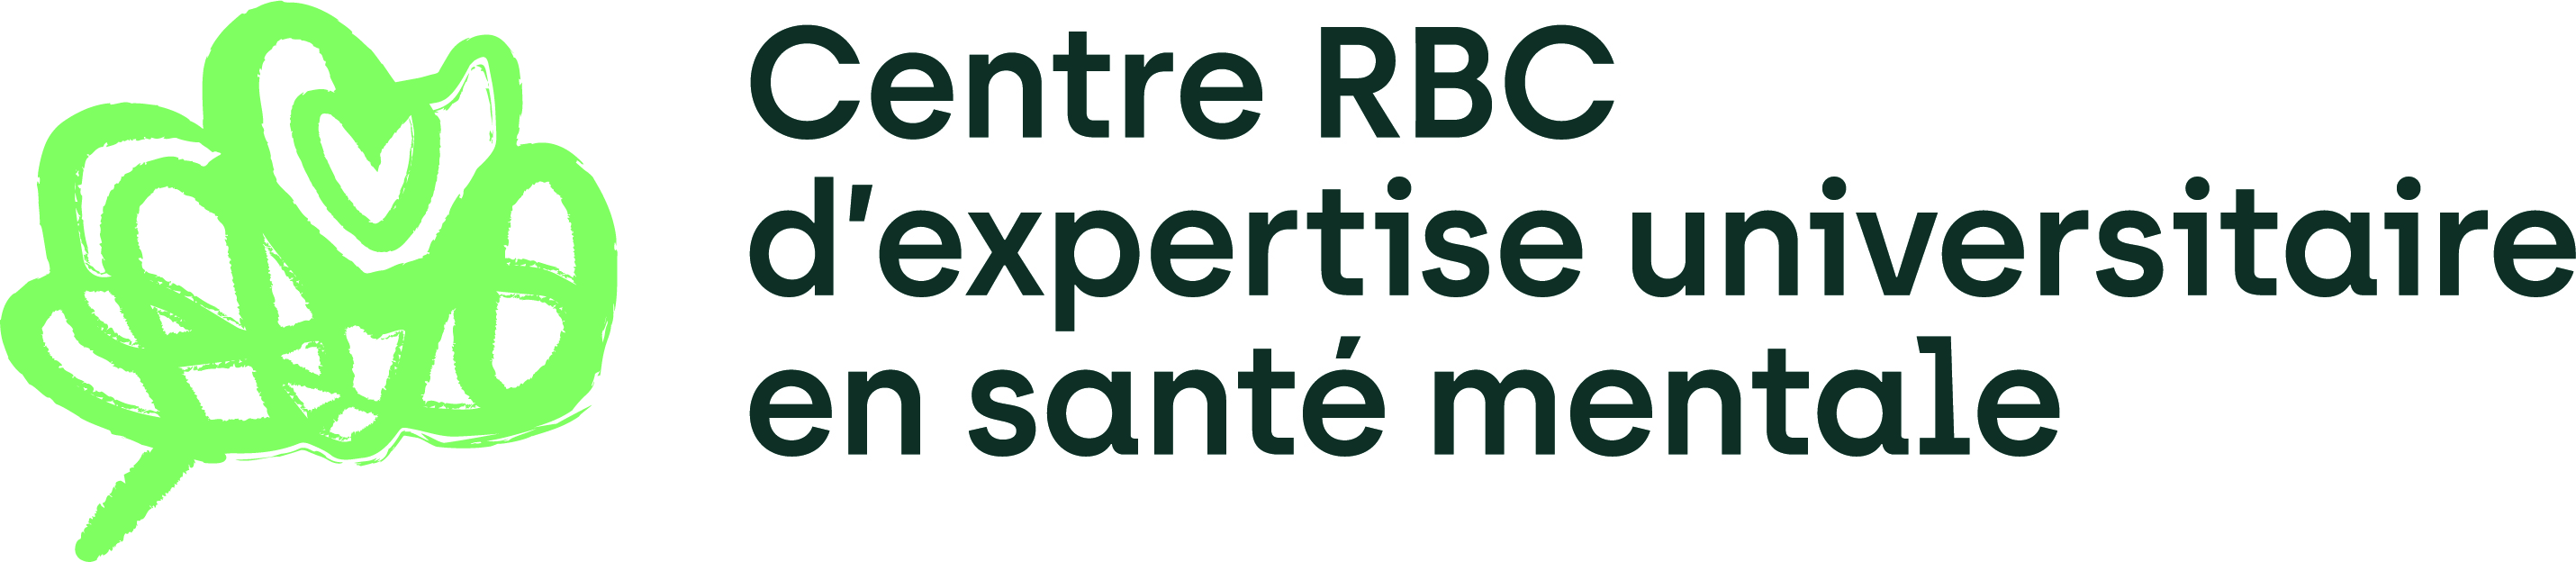 Centre RBC
d'expertise universitaire
en santé mentale